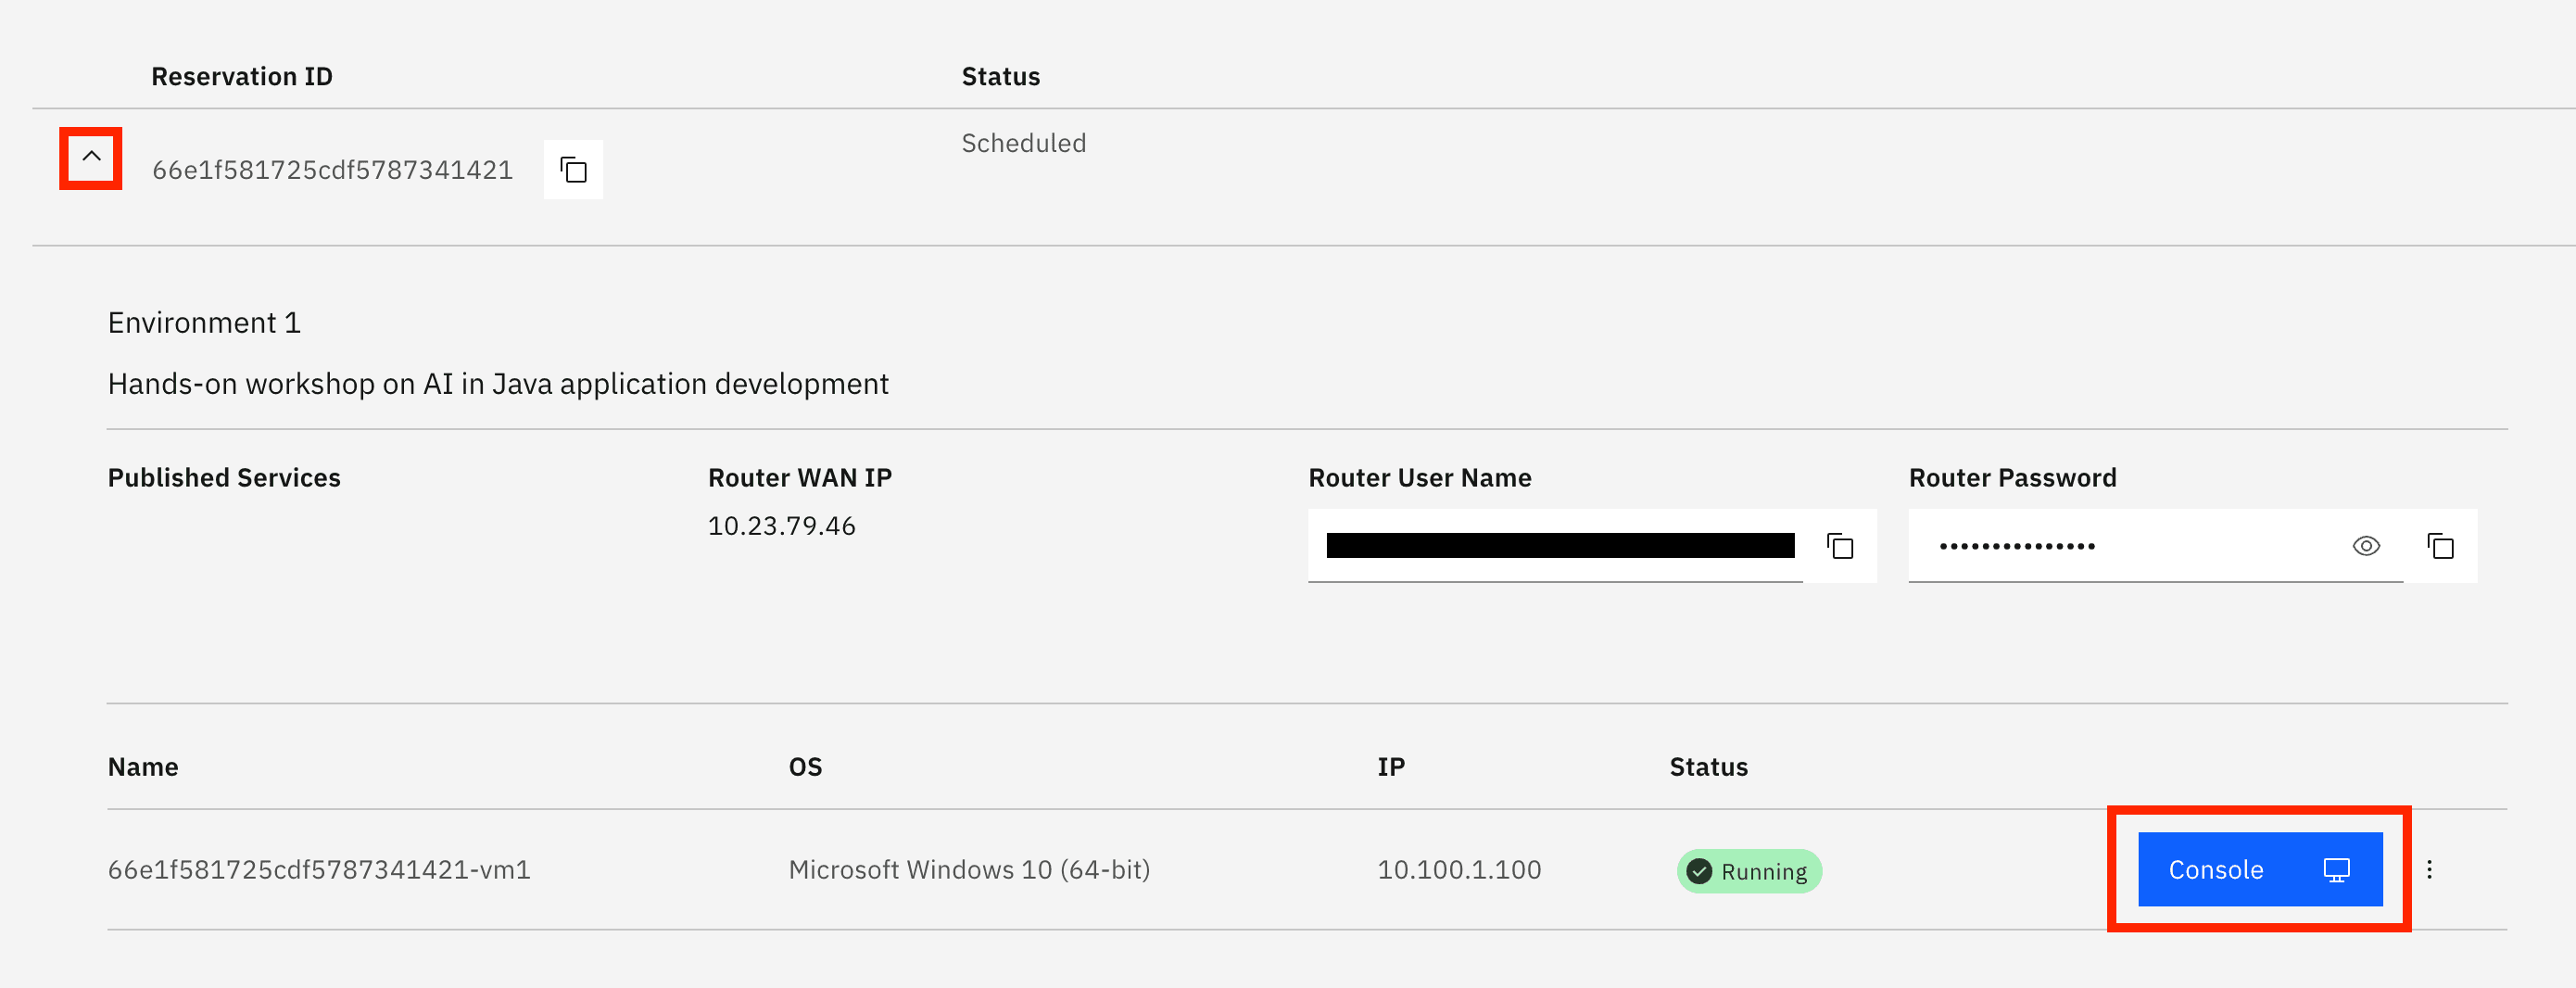 Reservation ID Status
66e1f581725cdf5787341421 Scheduled
Environment 1
Hands-on workshop on AI in Java application development
Published Services Router WAN IP Router User Name Router Password
10.23.79.46 •••••••••••••••
Name OS IP Status
66e1f581725cdf5787341421-vm1 Microsoft Windows 10 (64-bit) 10.100.1.100 Running Console